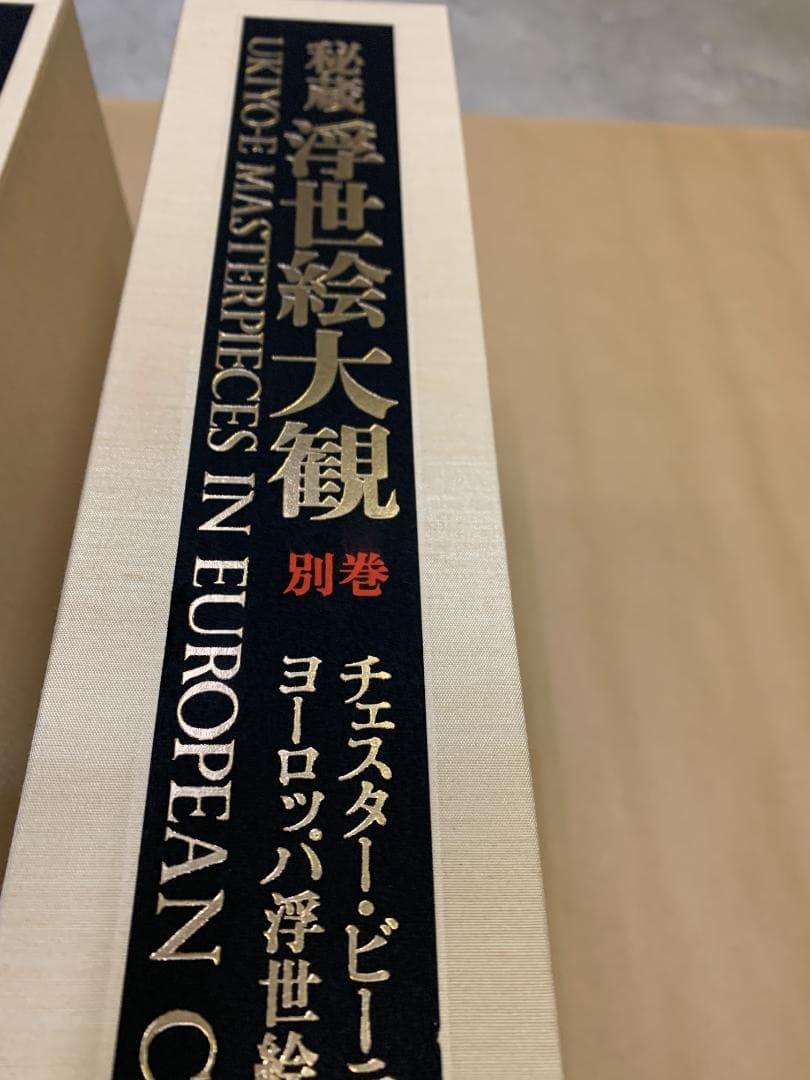 秘蔵
浮世絵大観
別巻
チェスター・ビー
ヨーロッパ浮世絵
UKIYO-E MASTERPIECES IN EUROPEAN C